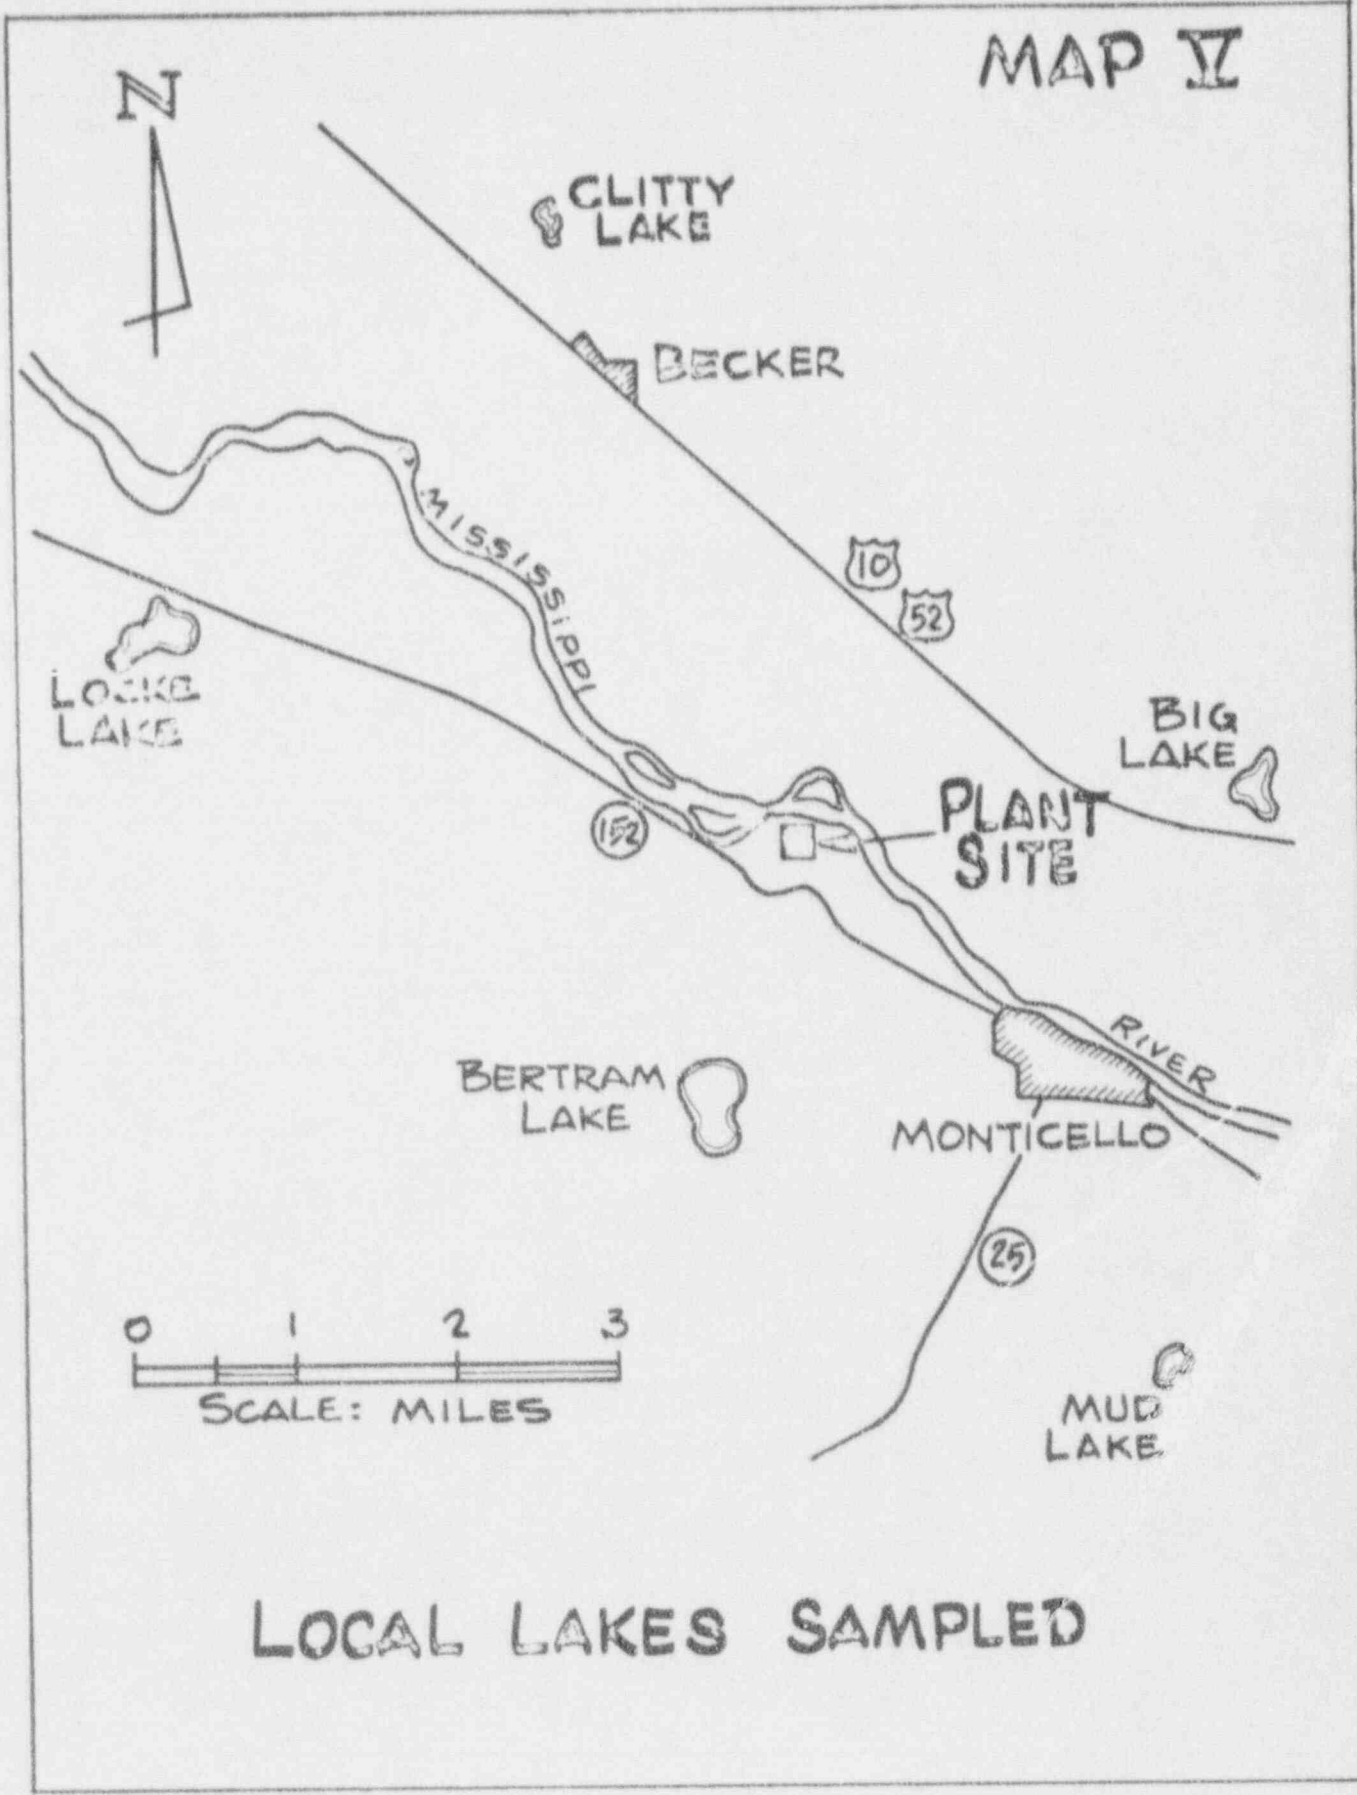 MAP V
N
CLITTY
LAKE
BECKER
MISSISSIPPI
10
52
LOCKE
LAKE
BIG
LAKE
PLANT
SITE
152
RIVER
BERTRAM
LAKE
MONTICELLO
25
0 1 2 3
SCALE: MILES
MUD
LAKE
LOCAL LAKES SAMPLED